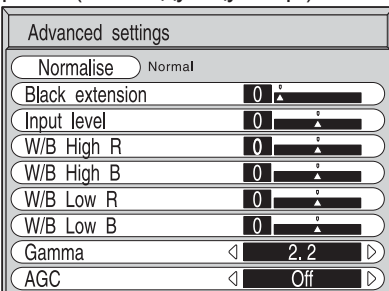 Advanced settings
Normalise Normal
Black extension 0
Input level 0
W/B High R 0
W/B High B 0
W/B Low R 0
W/B Low B 0
Gamma 2.2
AGC Off